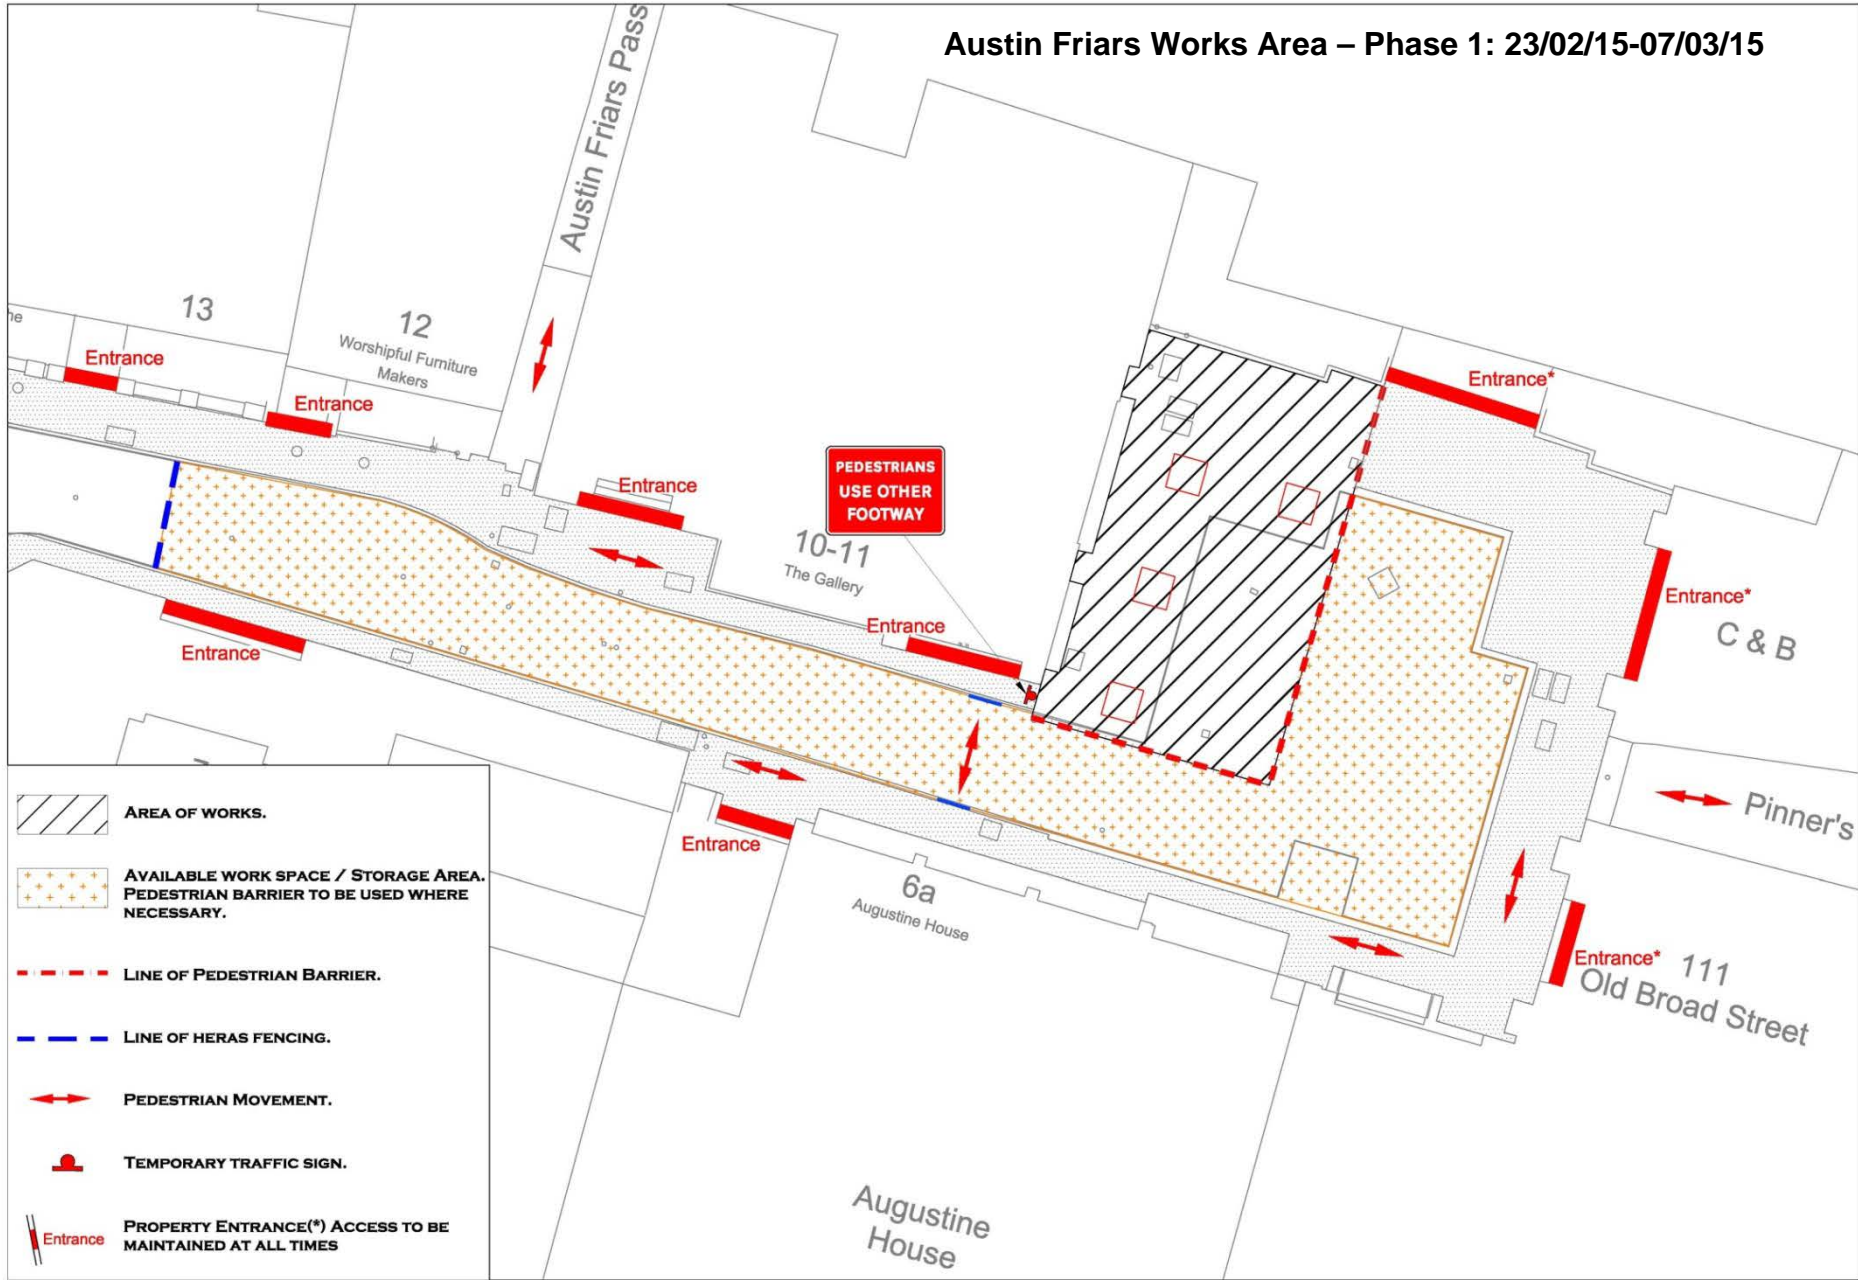 Austin Friars Works Area – Phase 1: 23/02/15-07/03/15
Austin Friars Pass
13
12
Worshipful Furniture
Makers
Entrance
Entrance
Entrance*
PEDESTRIANS
USE OTHER
FOOTWAY
Entrance
10-11
The Gallery
Entrance
Entrance
Entrance*
C & B
Pinner's
Entrance
6a
Augustine House
Entrance*
111
Old Broad Street
Augustine
House
AREA OF WORKS.
AVAILABLE WORK SPACE / STORAGE AREA.
PEDESTRIAN BARRIER TO BE USED WHERE
NECESSARY.
LINE OF PEDESTRIAN BARRIER.
LINE OF HERAS FENCING.
PEDESTRIAN MOVEMENT.
TEMPORARY TRAFFIC SIGN.
Entrance
PROPERTY ENTRANCE(*) ACCESS TO BE
MAINTAINED AT ALL TIMES